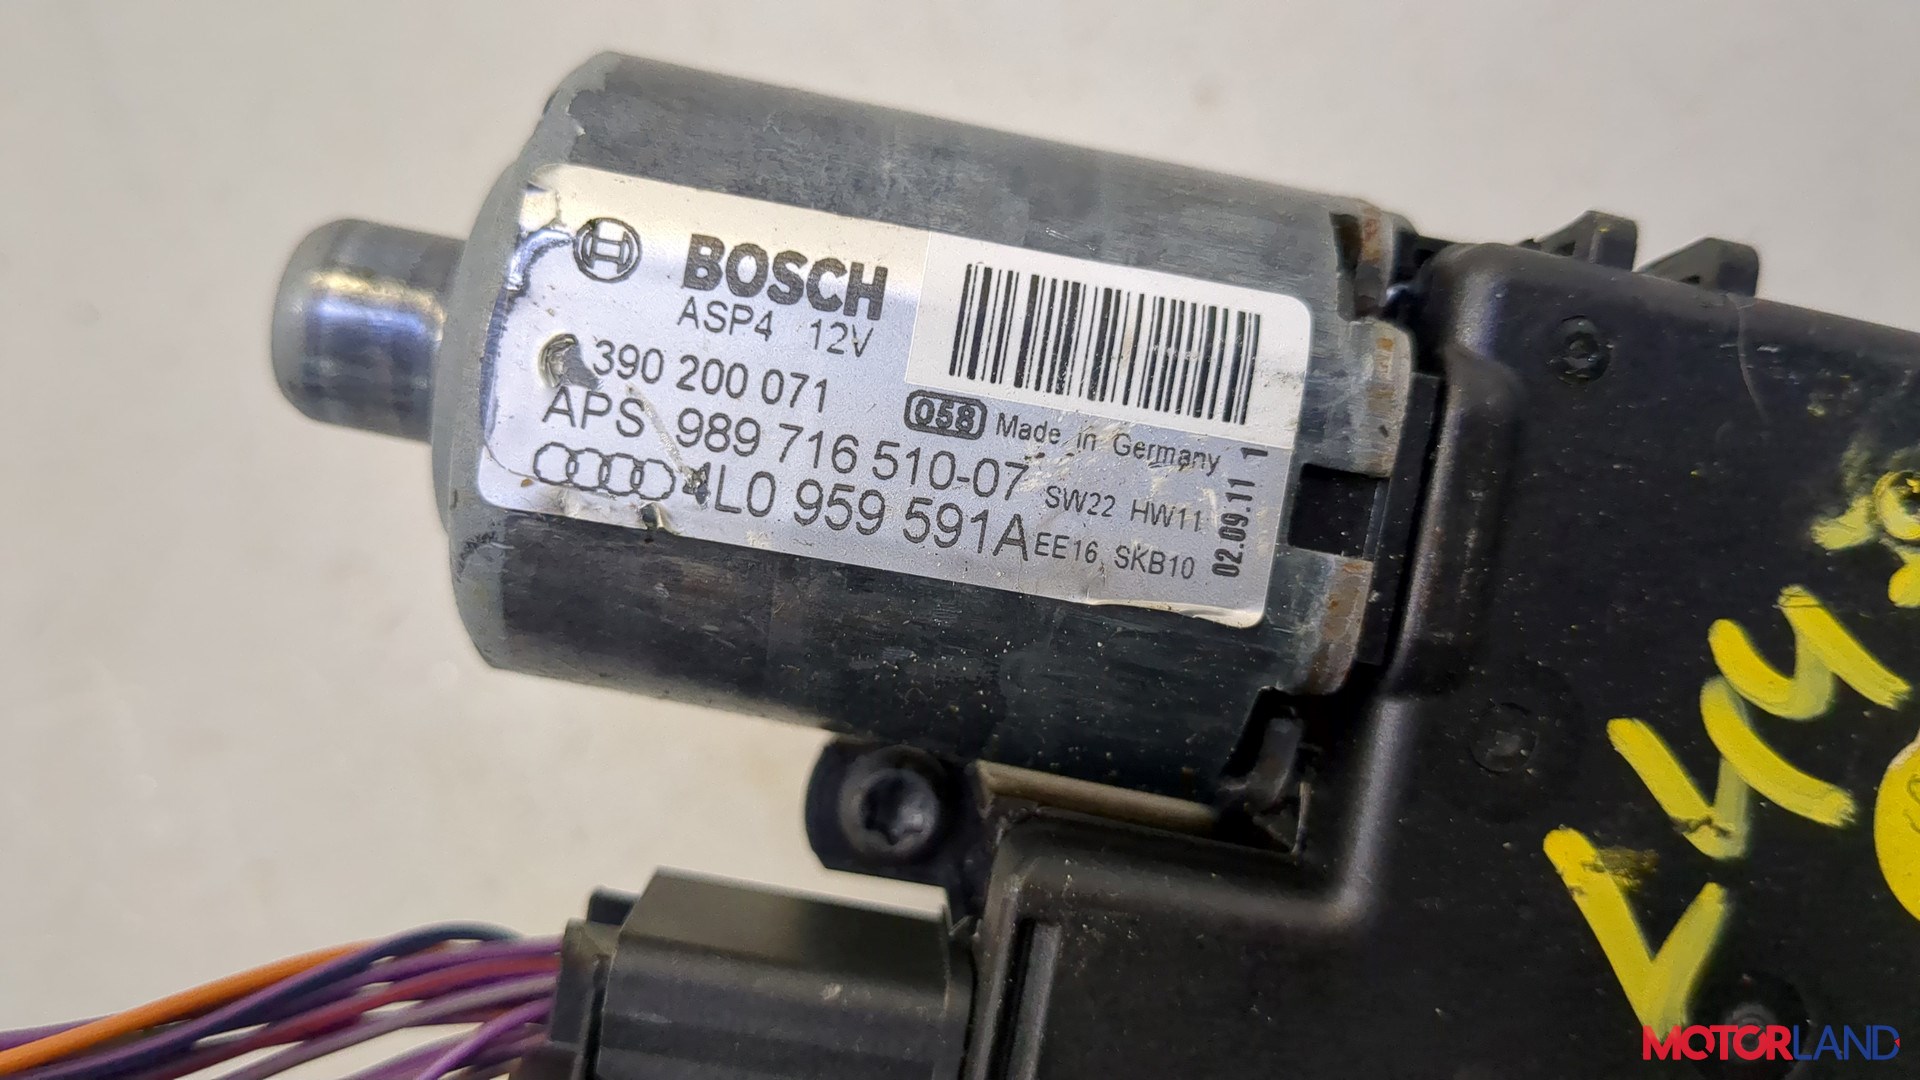 BOSCH
ASP4 12V
390 200 071
058 Made in Germany
APS 989 716 510-07
SW22 HW11
4L0 959 591A
EE16 SKB10
02.09.11 1
MOTORLAND